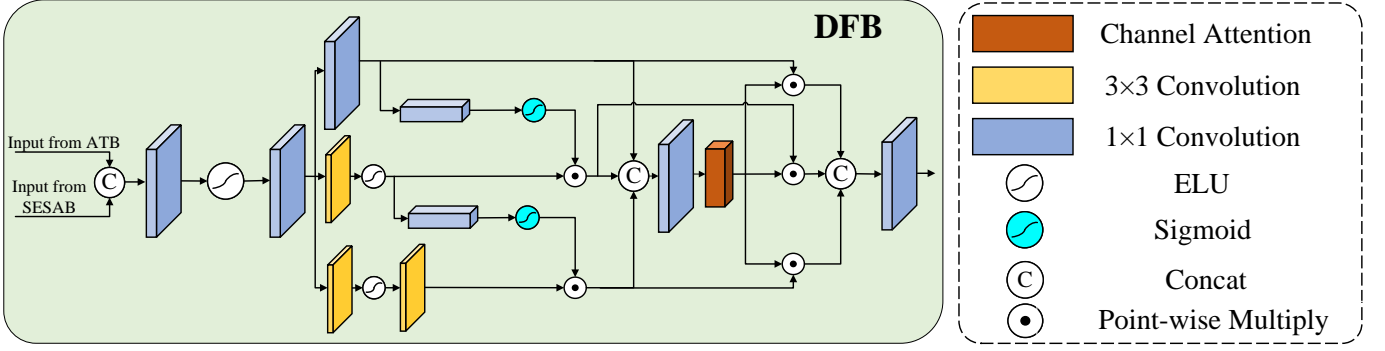 DFB
Input from ATB
C
Input from
SESAB
C
C
Channel Attention
3×3 Convolution
1×1 Convolution
ELU
Sigmoid
C
Concat
Point-wise Multiply